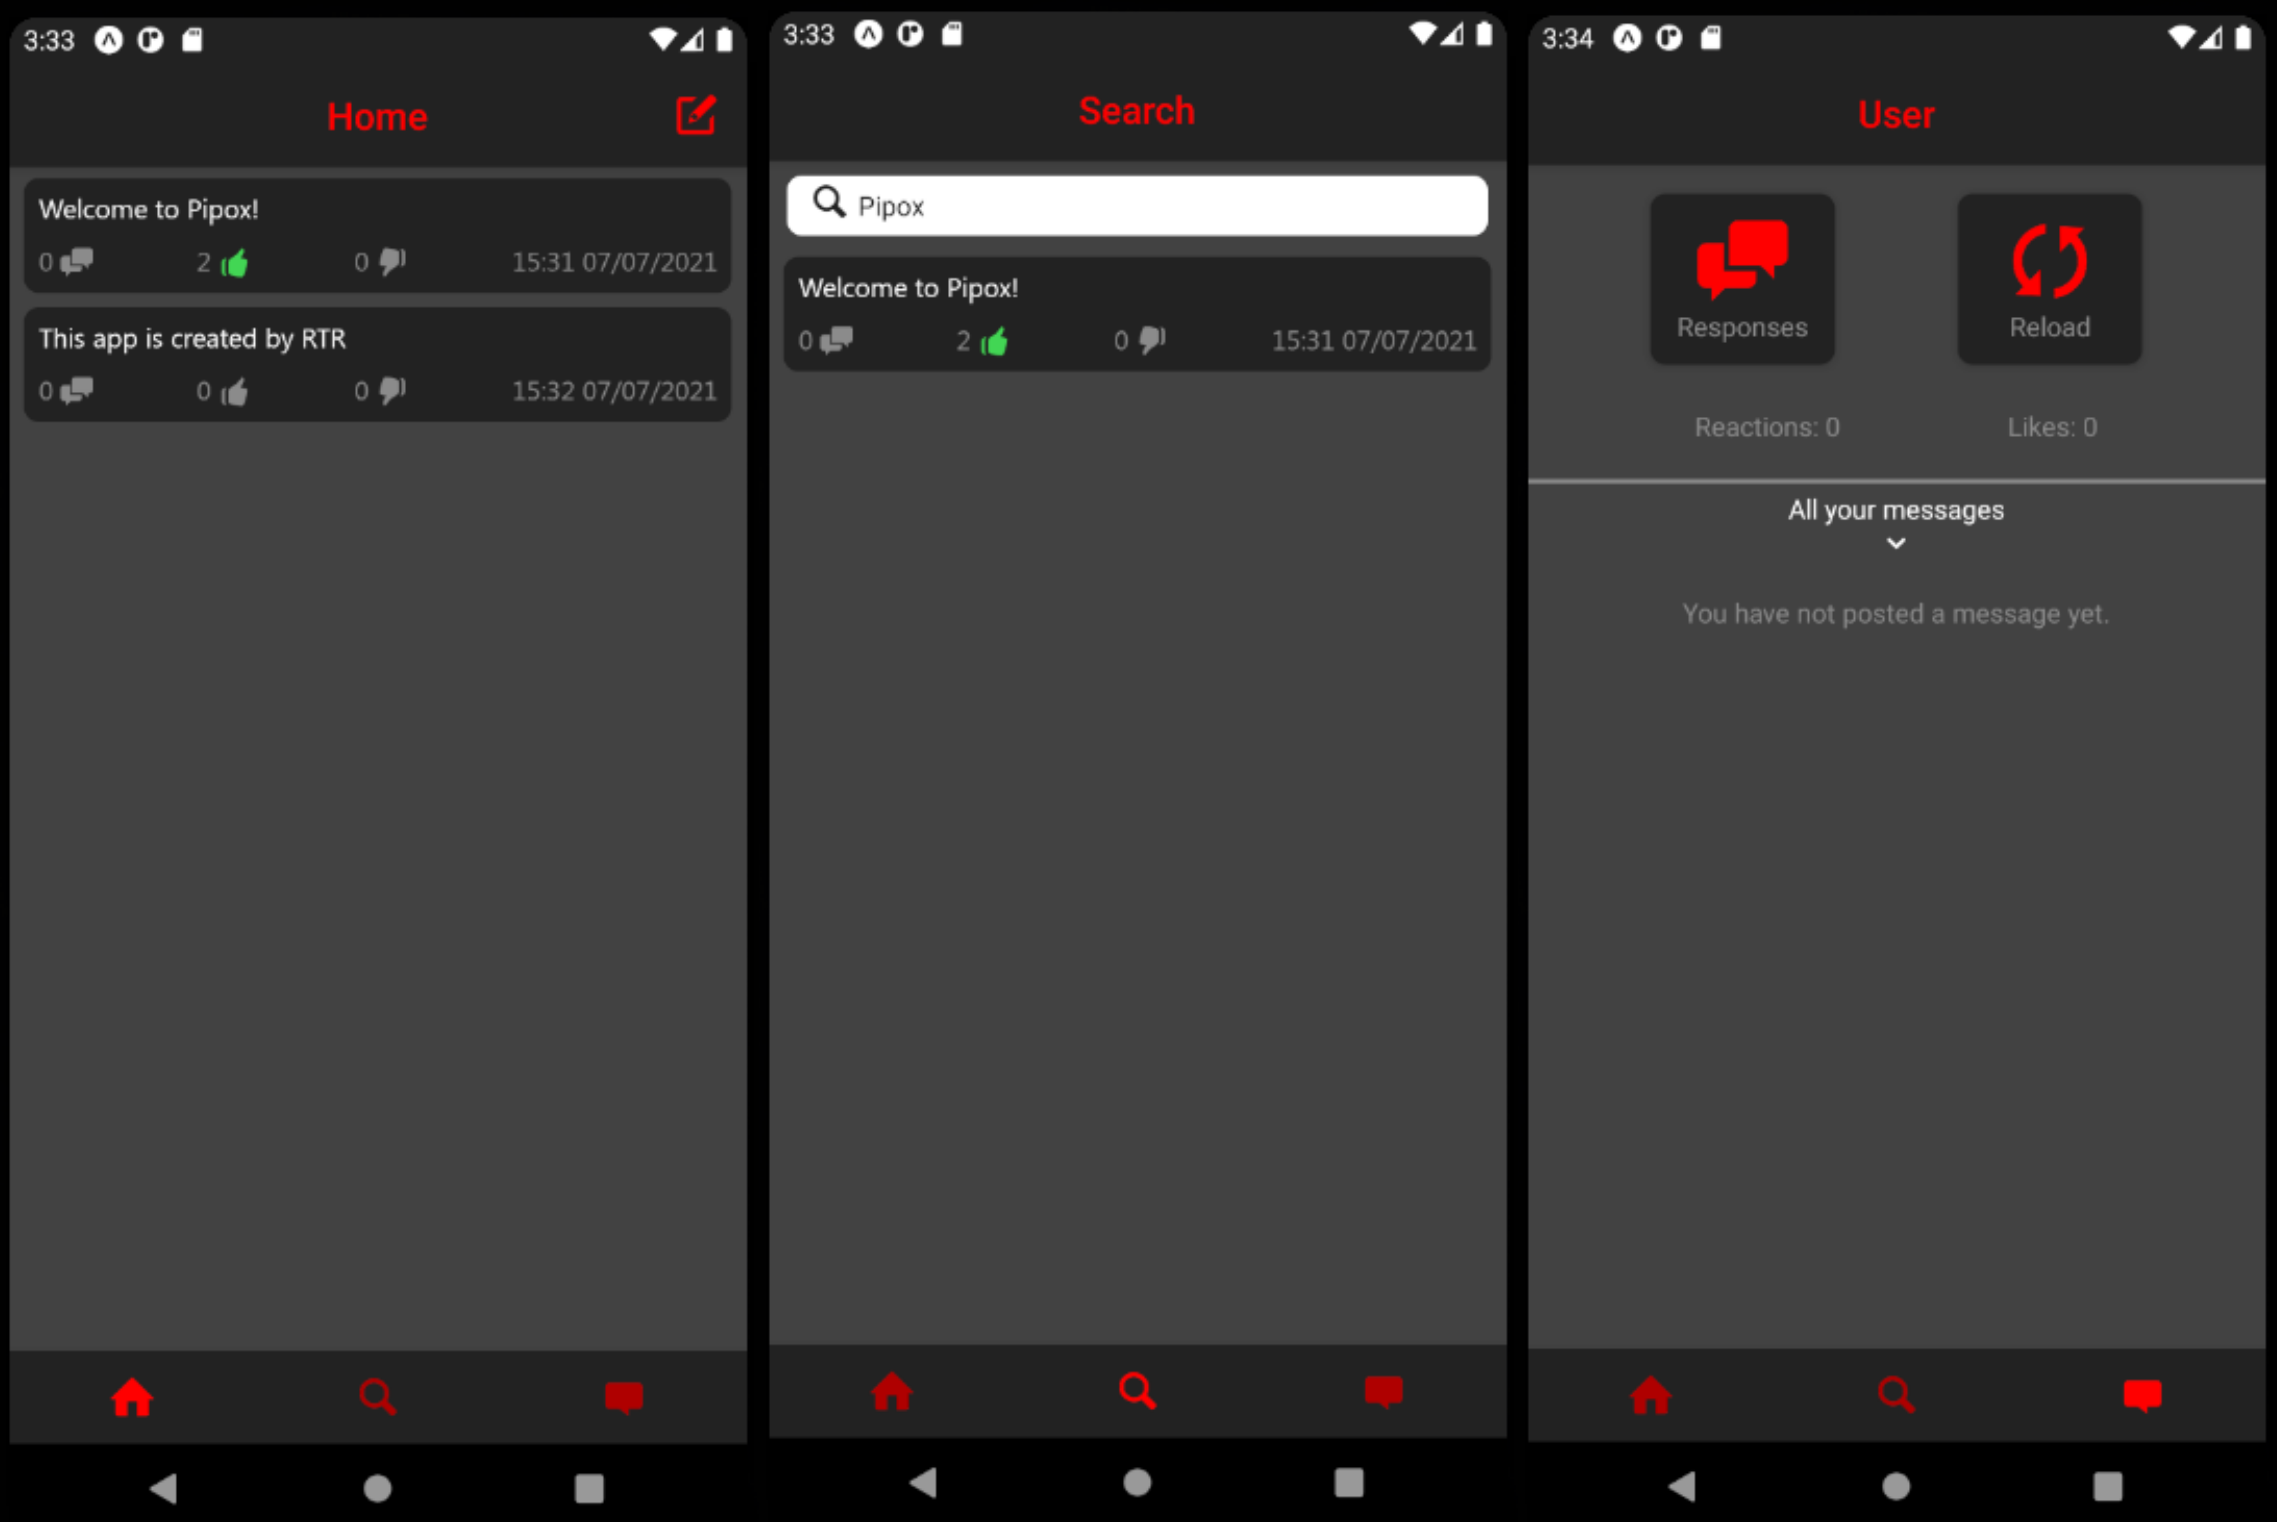 3:33
Home
Welcome to Pipox!
0 2 0 15:31 07/07/2021
This app is created by RTR
0 0 0 15:32 07/07/2021
3:33
Search
Pipox
Welcome to Pipox!
0 2 0 15:31 07/07/2021
3:34
User
Responses Reload
Reactions: 0 Likes: 0
All your messages
You have not posted a message yet.